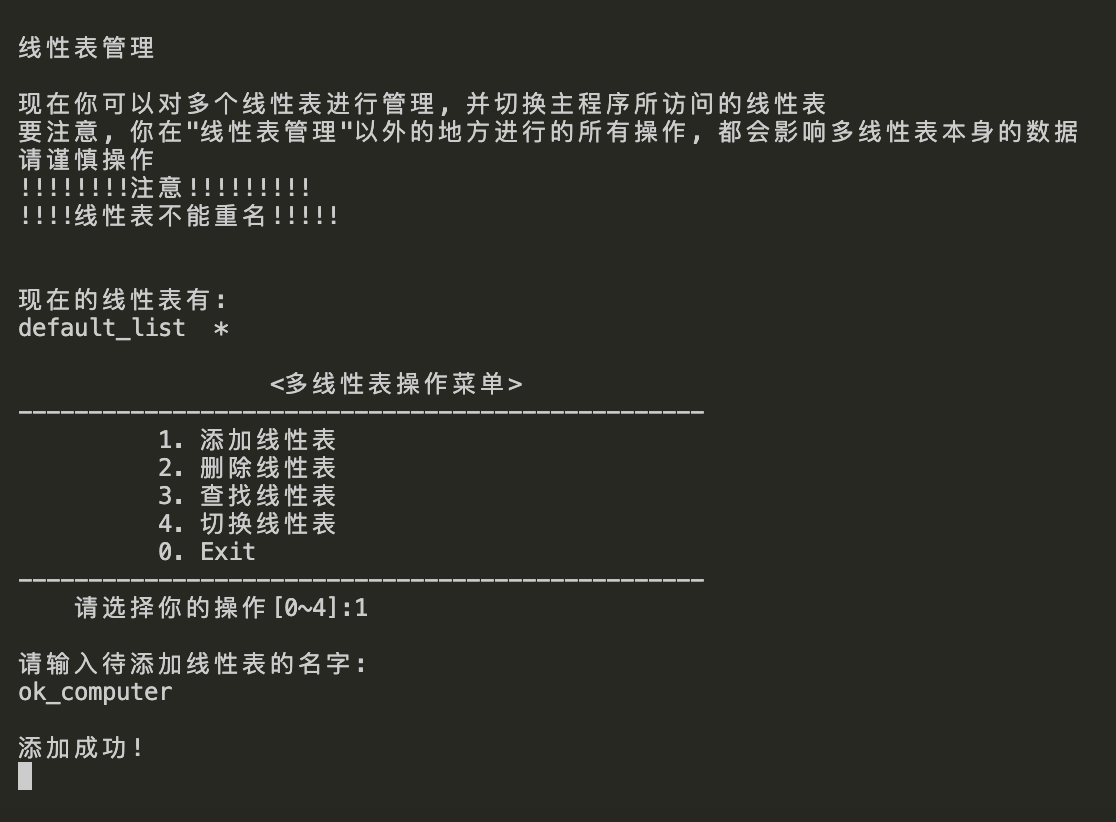 线性表管理
现在你可以对多个线性表进行管理，并切换主程序所访问的线性表
要注意，你在"线性表管理"以外的地方进行的所有操作，都会影响多线性表本身的数据
请谨慎操作
!!!!!!!!注意!!!!!!!!!
!!!!线性表不能重名!!!!!
现在的线性表有:
default_list  *
<多线性表操作菜单>
-------------------------------------------------
1. 添加线性表
2. 删除线性表
3. 查找线性表
4. 切换线性表
0. Exit
-------------------------------------------------
请选择你的操作[0~4]:1
请输入待添加线性表的名字:
ok_computer
添加成功!